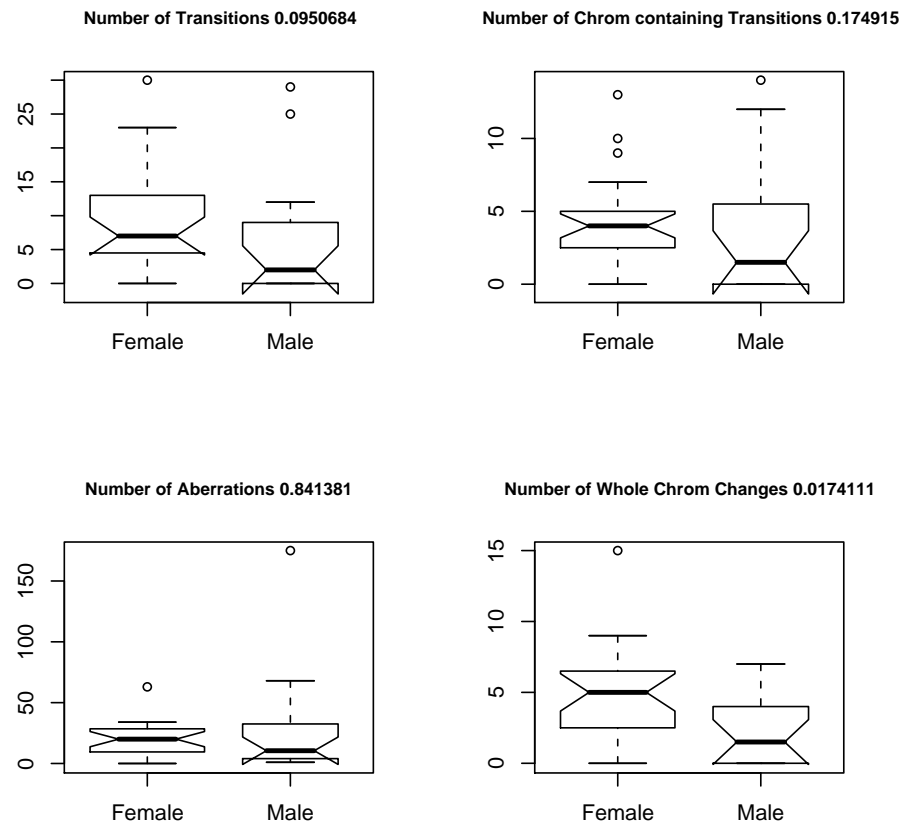 Number of Transitions 0.0950684
25
15
5
0
Female Male
Number of Chrom containing Transitions 0.174915
10
5
0
Female Male
Number of Aberrations 0.841381
150
100
50
0
Female Male
Number of Whole Chrom Changes 0.0174111
15
10
5
0
Female Male